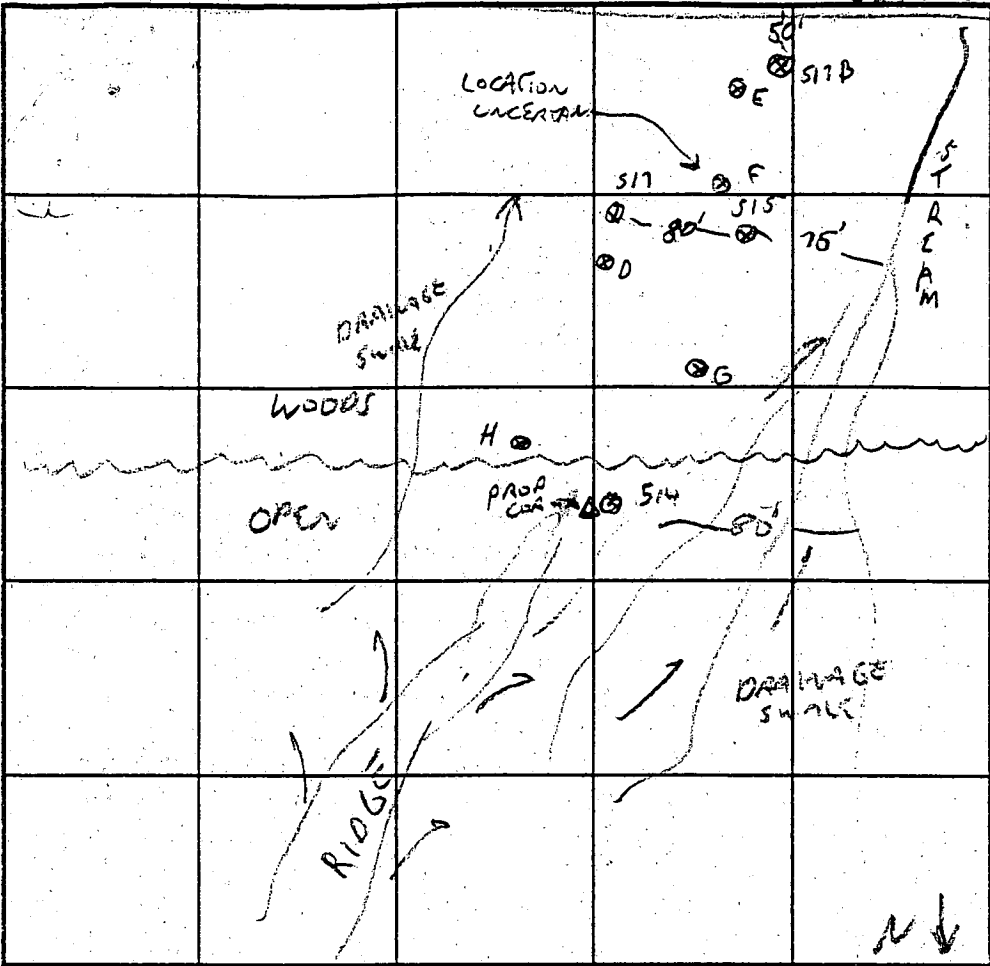 50'
517B
E
LOCATION
UNCERTAIN
F
517
515
80'
D
75'
STREAM
DRAINAGE
SWALE
G
WOODS
H
PROP
COR
514
OPEN
80'
DRAINAGE
SWALE
RIDGE
N